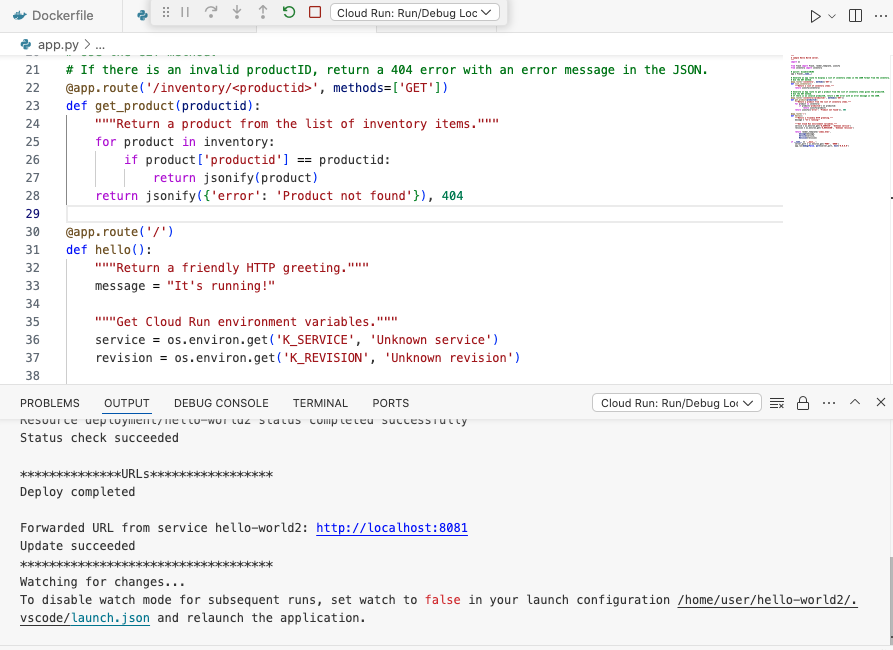 Dockerfile
Cloud Run: Run/Debug Loc
app.py > ...
21 # If there is an invalid productID, return a 404 error with an error message in the JSON.
22 @app.route('/inventory/<productid>', methods=['GET'])
23 def get_product(productid):
24 """Return a product from the list of inventory items."""
25 for product in inventory:
26 if product['productid'] == productid:
27 return jsonify(product)
28 return jsonify({'error': 'Product not found'}), 404
29
30 @app.route('/')
31 def hello():
32 """Return a friendly HTTP greeting."""
33 message = "It's running!"
34
35 """Get Cloud Run environment variables."""
36 service = os.environ.get('K_SERVICE', 'Unknown service')
37 revision = os.environ.get('K_REVISION', 'Unknown revision')
38
PROBLEMS OUTPUT DEBUG CONSOLE TERMINAL PORTS Cloud Run: Run/Debug Loc
Resource deployment/hello-world2 status completed successfully
Status check succeeded
**************URLs*****************
Deploy completed
Forwarded URL from service hello-world2: http://localhost:8081
Update succeeded
***********************************
Watching for changes...
To disable watch mode for subsequent runs, set watch to false in your launch configuration /home/user/hello-world2/.
vscode/launch.json and relaunch the application.